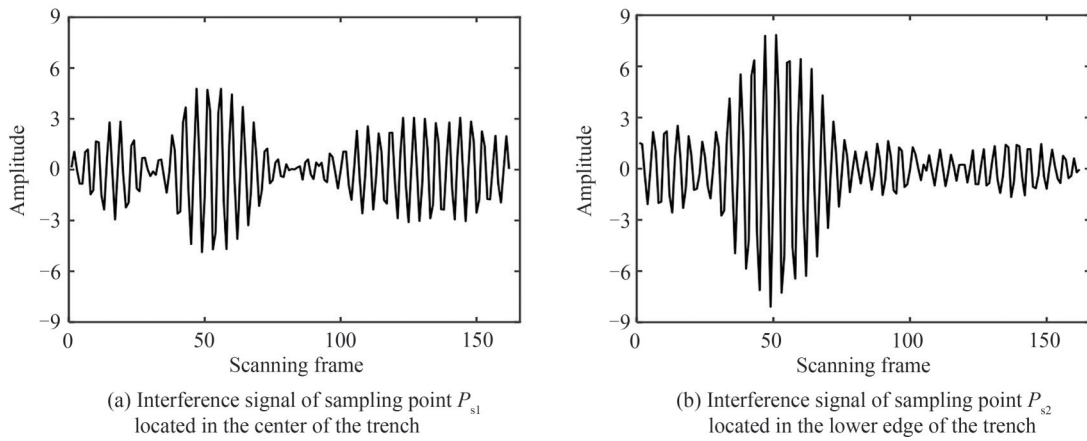 9
6
3
0
−3
−6
−9
Amplitude
0
50
100
150
Scanning frame
(a) Interference signal of sampling point Ps1
located in the center of the trench
9
6
3
0
−3
−6
−9
Amplitude
0
50
100
150
Scanning frame
(b) Interference signal of sampling point Ps2
located in the lower edge of the trench